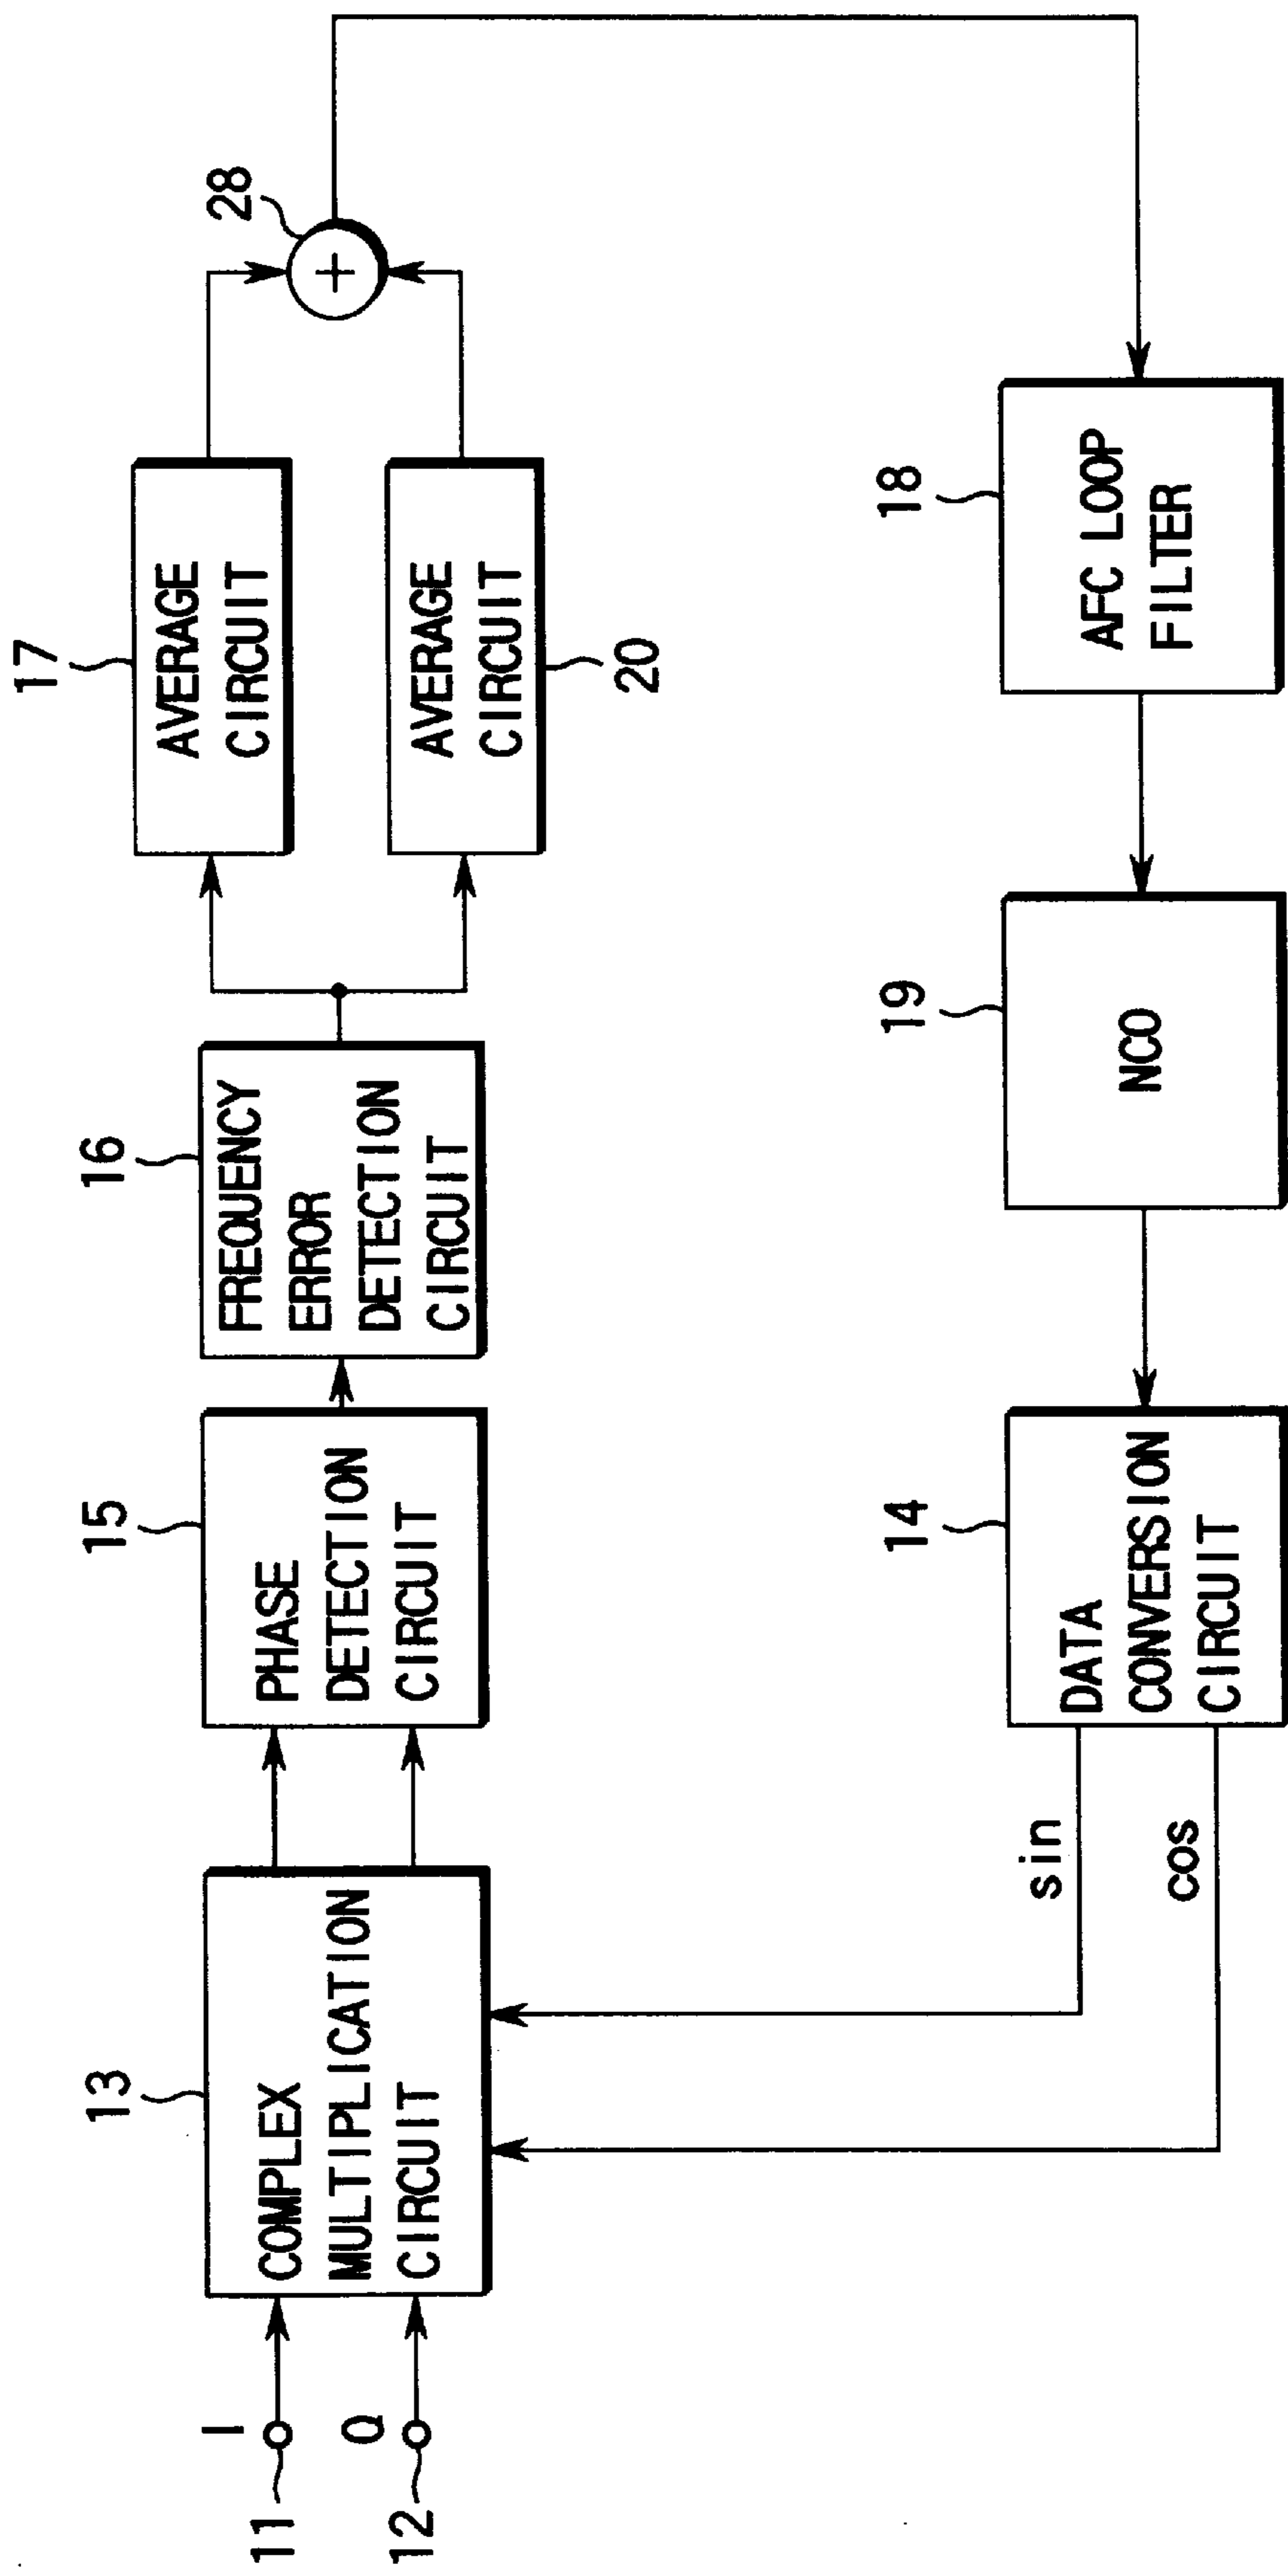 I
11
Q
12
13
COMPLEX
MULTIPLICATION
CIRCUIT
15
PHASE
DETECTION
CIRCUIT
16
FREQUENCY
ERROR
DETECTION
CIRCUIT
17
AVERAGE
CIRCUIT
AVERAGE
CIRCUIT
20
28
+
sin
cos
14
DATA
CONVERSION
CIRCUIT
19
NCO
18
AFC LOOP
FILTER